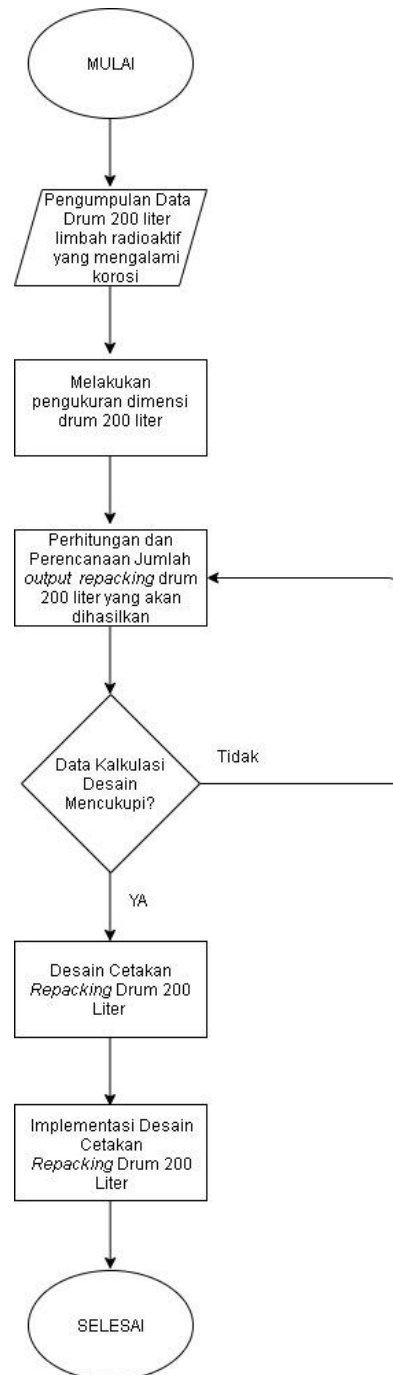 MULAI
Pengumpulan Data
Drum 200 liter
limbah radioaktif
yang mengalami
korosi
Melakukan
pengukuran dimensi
drum 200 liter
Perhitungan dan
Perencanaan Jumlah
output repacking drum
200 liter yang akan
dihasilkan
Data Kalkulasi
Desain
Mencukupi?
Tidak
YA
Desain Cetakan
Repacking Drum 200
Liter
Implementasi Desain
Cetakan
Repacking Drum 200
Liter
SELESAI